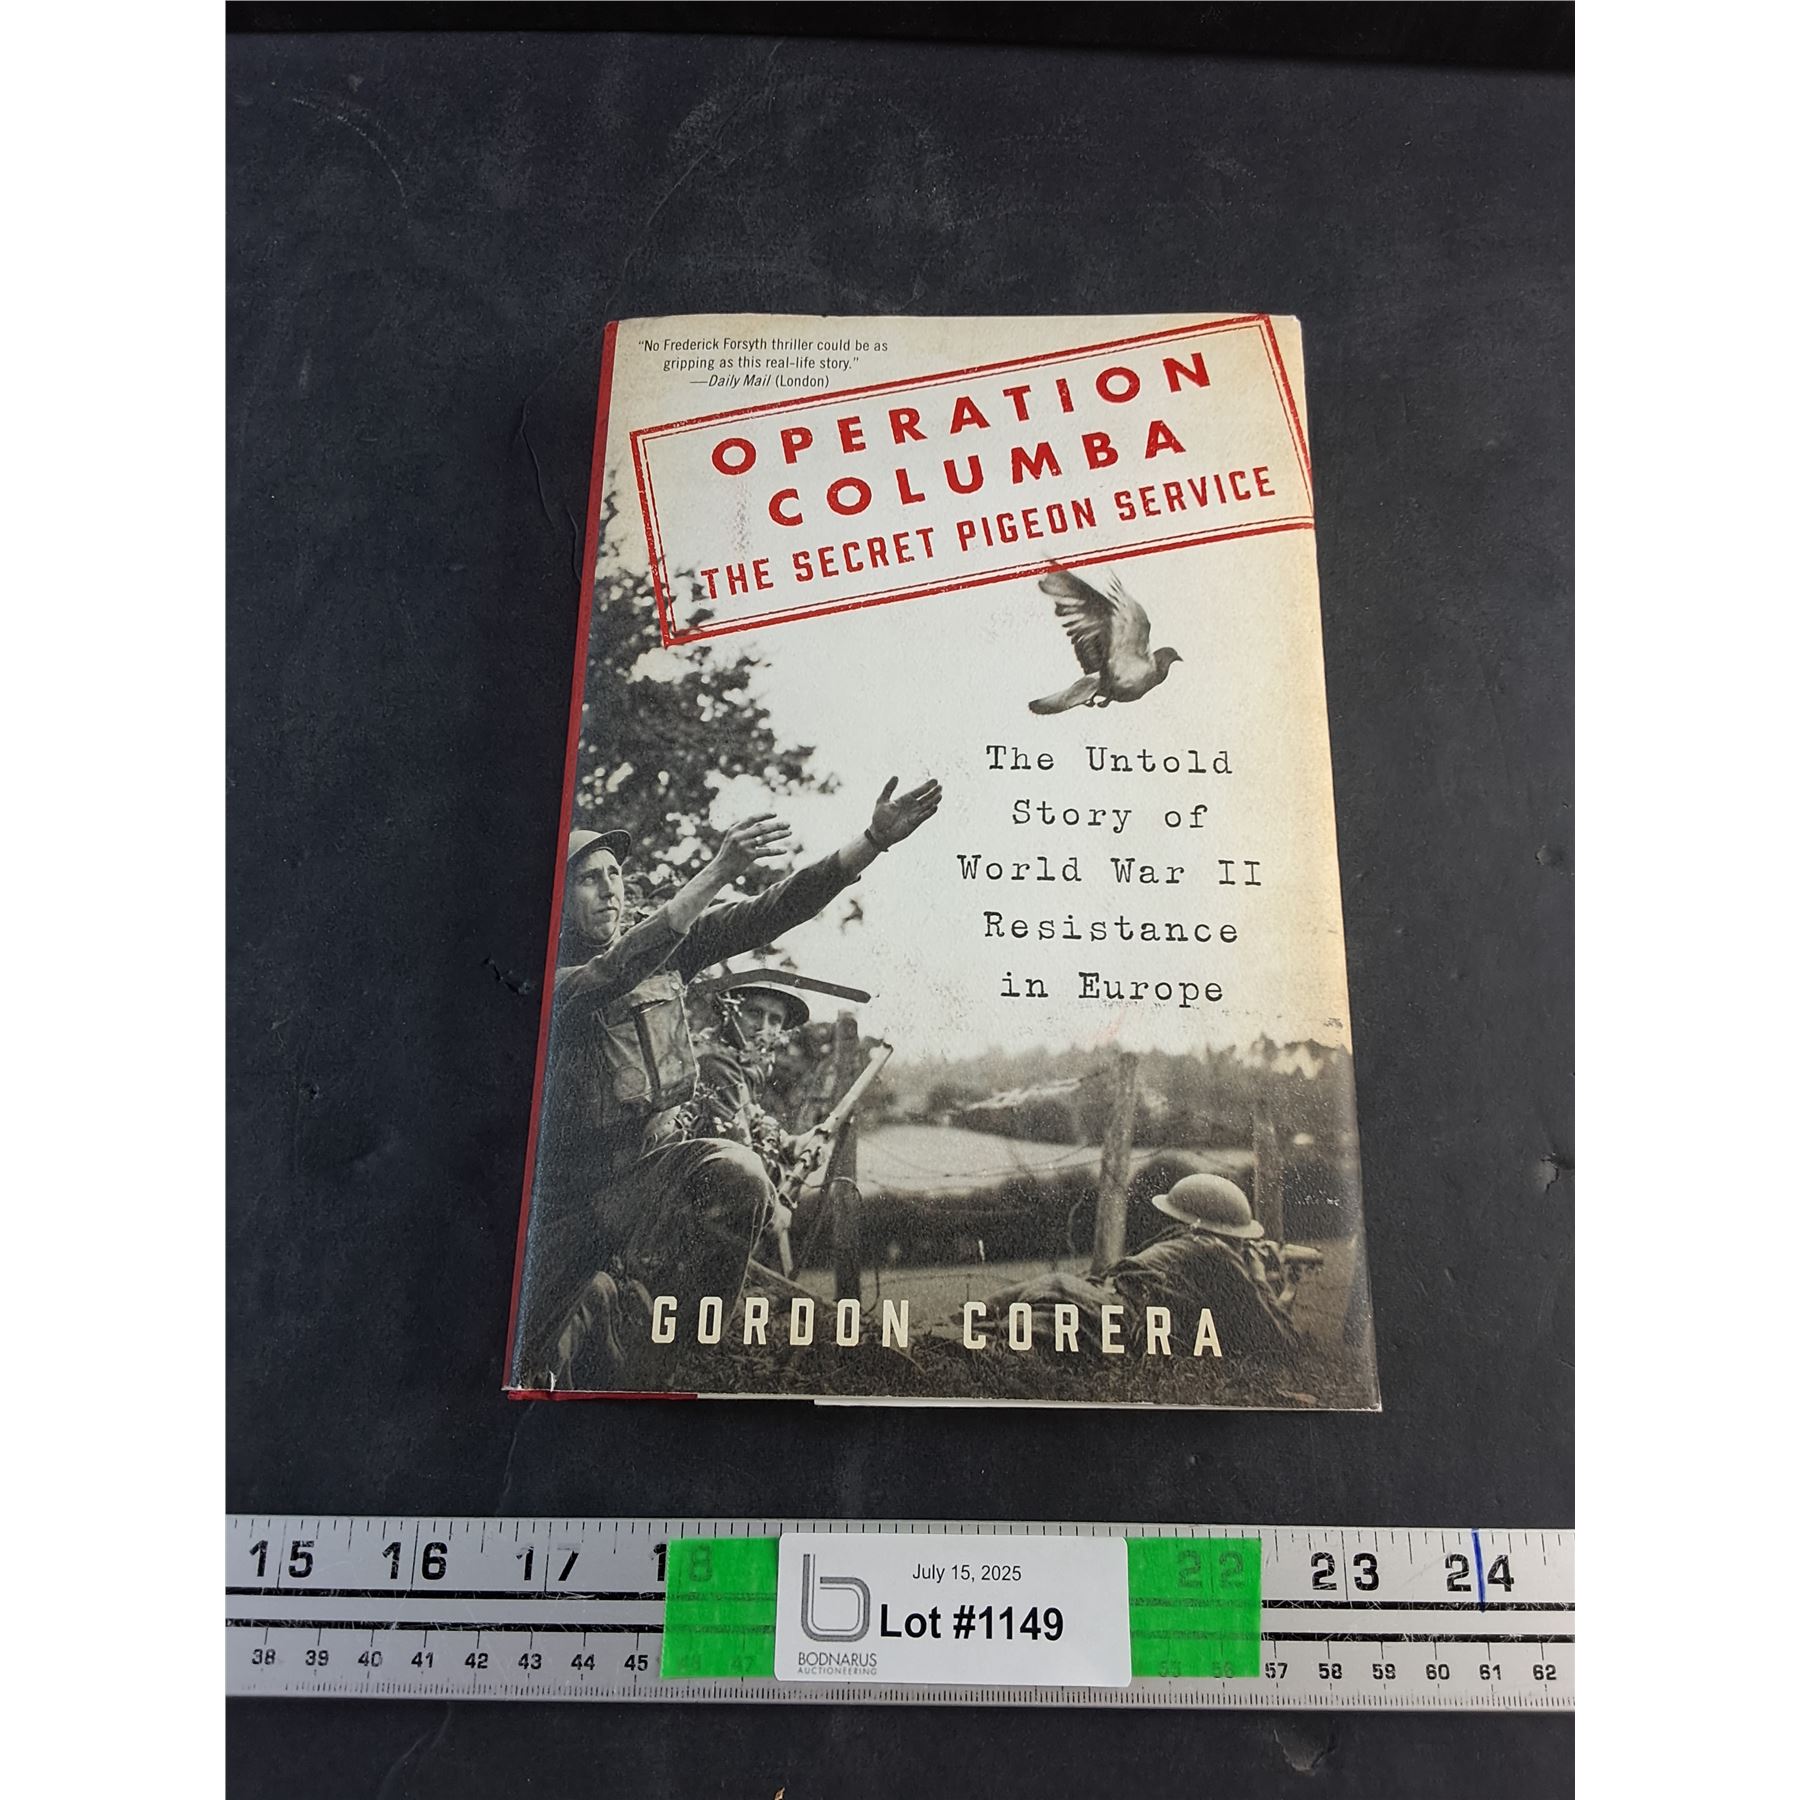 “No Frederick Forsyth thriller could be as
gripping as this real-life story.”
—Daily Mail (London)
OPERATION
COLUMBA
THE SECRET PIGEON SERVICE
The Untold
Story of
World War II
Resistance
in Europe
GORDON CORERA
15 16 17 18 22 23 24
July 15, 2025
Lot #1149
BODNARUS
AUCTIONEERING
38 39 40 41 42 43 44 45 46 47 55 56 57 58 59 60 61 62